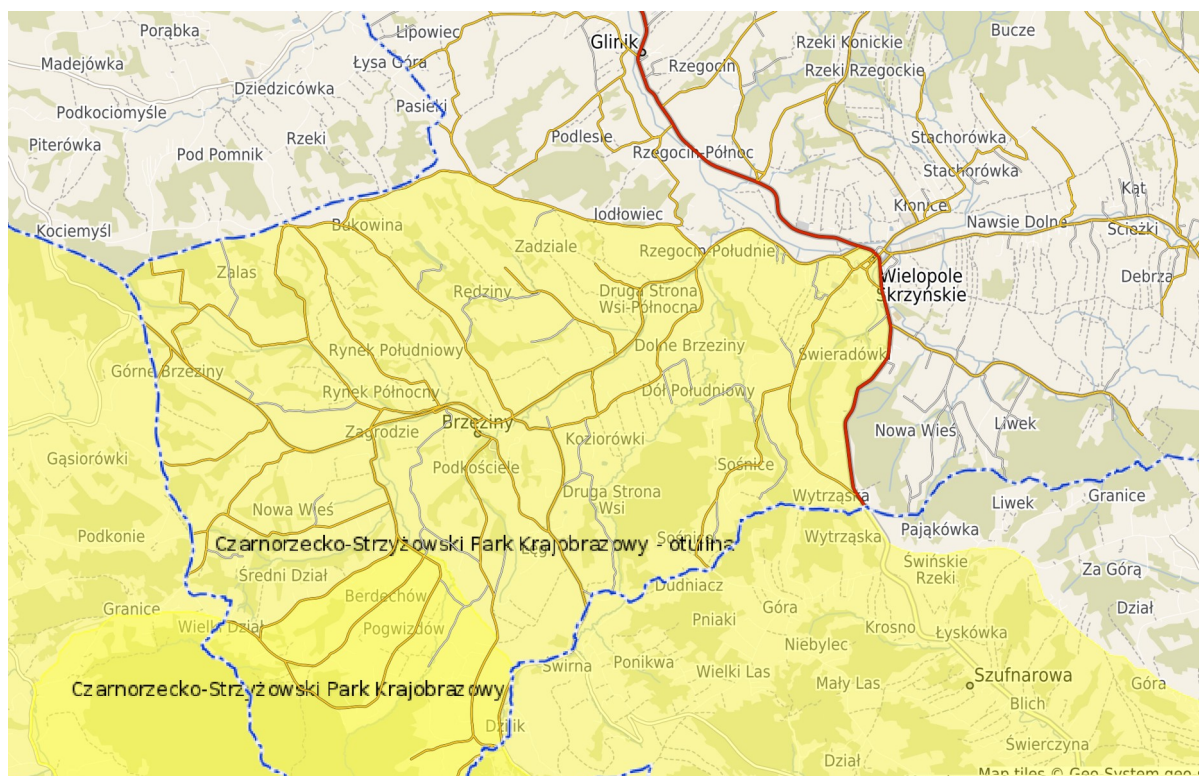 Porąbka
Lipowiec
Bucze
Glinik
Rzeki Konickie
Madejówka
Łysa Góra
Rzegocin
Rzeki Rzegockie
Dziedzicówka
Podkociomyśle
Pasieki
Piterówka
Rzeki
Podlesie
Stachorówka
Pod Pomnik
Rzegocin-Północ
Stachorówka
Kąt
Kłonice
Kociemyśl
Bukowina
Jodłowiec
Nawsie Dolne
Ścieżki
Zadziale
Rzegocin-Południe
Zalas
Wielopole
Skrzyńskie
Debrza
Redziny
Druga Strona
Wsi-Północna
Rynek Południowy
Dolne Brzeziny
Świeradówki
Górne Brzeziny
Rynek Północny
Dół Południowy
Brzeziny
Zagrodzie
Koziorówki
Nowa Wieś
Liwek
Gąsiorówki
Podkościele
Sośnice
Druga Strona
Wsi
Wytrząska
Granice
Nowa Wieś
Liwek
Podkonie
Pająkówka
Wytrząska
Czarnorzecko-Strzyżowski Park Krajobrazowy - otulina
Sośnice
Łęgi
Świńskie
Rzeki
Za Górą
Średni Dział
Dudniacz
Berdechów
Granice
Góra
Dział
Pniaki
Wielki Dział
Pogwizdów
Krosno
Łyskówka
Niebylec
Świrna
Ponikwa
Wielki Las
Szufnarowa
Mały Las
Góra
Czarnorzecko-Strzyżowski Park Krajobrazowy
Blich
Dzilik
Świerczyna
Dział
Map tiles © Geo System